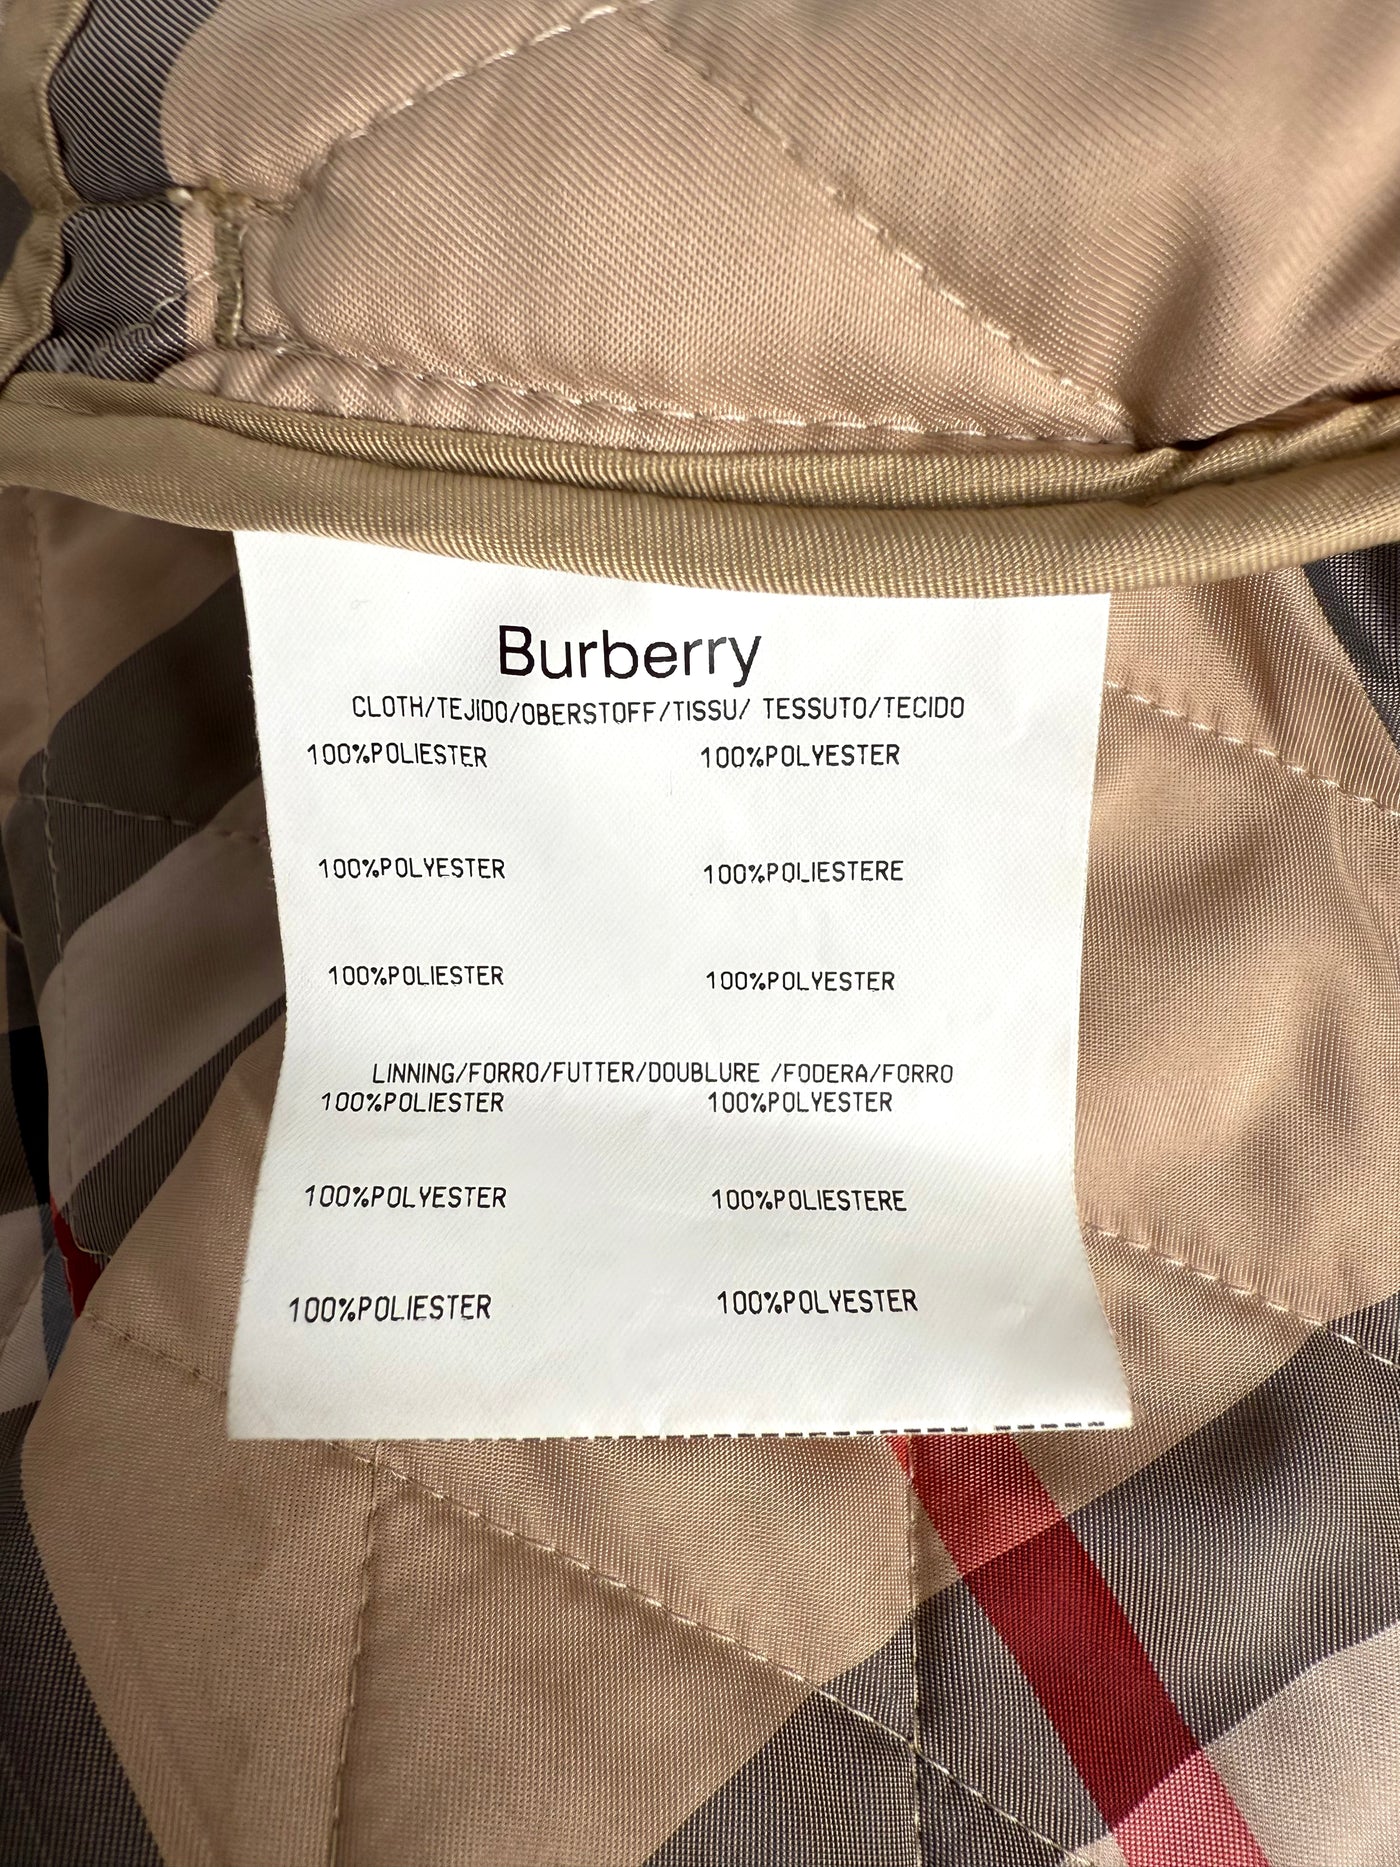 Burberry
CLOTH/TEJIDO/OBERSTOFF/TISSU/ TESSUTO/TECIDO
100%POLIESTER 100%POLYESTER
100%POLYESTER 100%POLIESTERE
100%POLIESTER 100%POLYESTER
LINNING/FORRO/FUTTER/DOUBLURE /FODERA/FORRO
100%POLIESTER 100%POLYESTER
100%POLYESTER 100%POLIESTERE
100%POLIESTER 100%POLYESTER